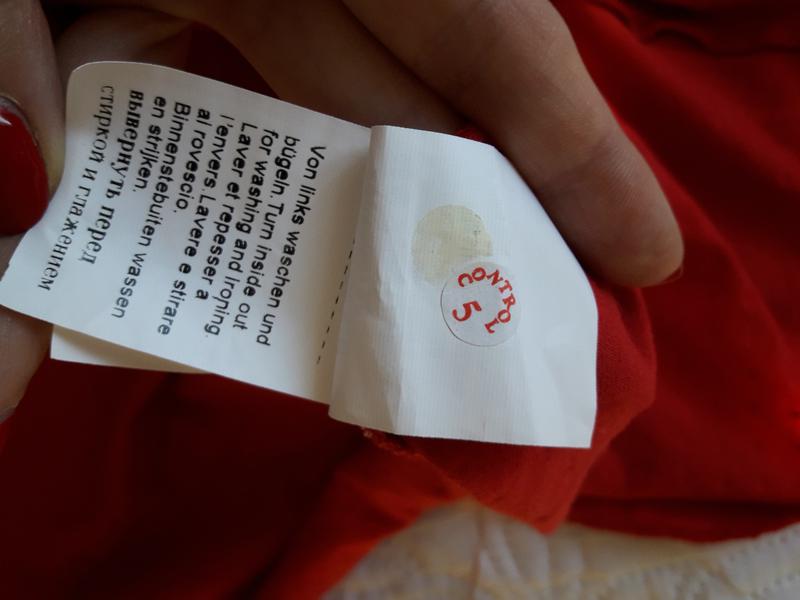 Von links waschen und
bügeln. Turn inside out
for washing and ironing.
Laver et repesser a
l'envers. Lavere e stirare
al rovescio.
Binnenstebuiten wassen
en strijken.
вывернуть перед
стиркой и глажением
CONTROL
5